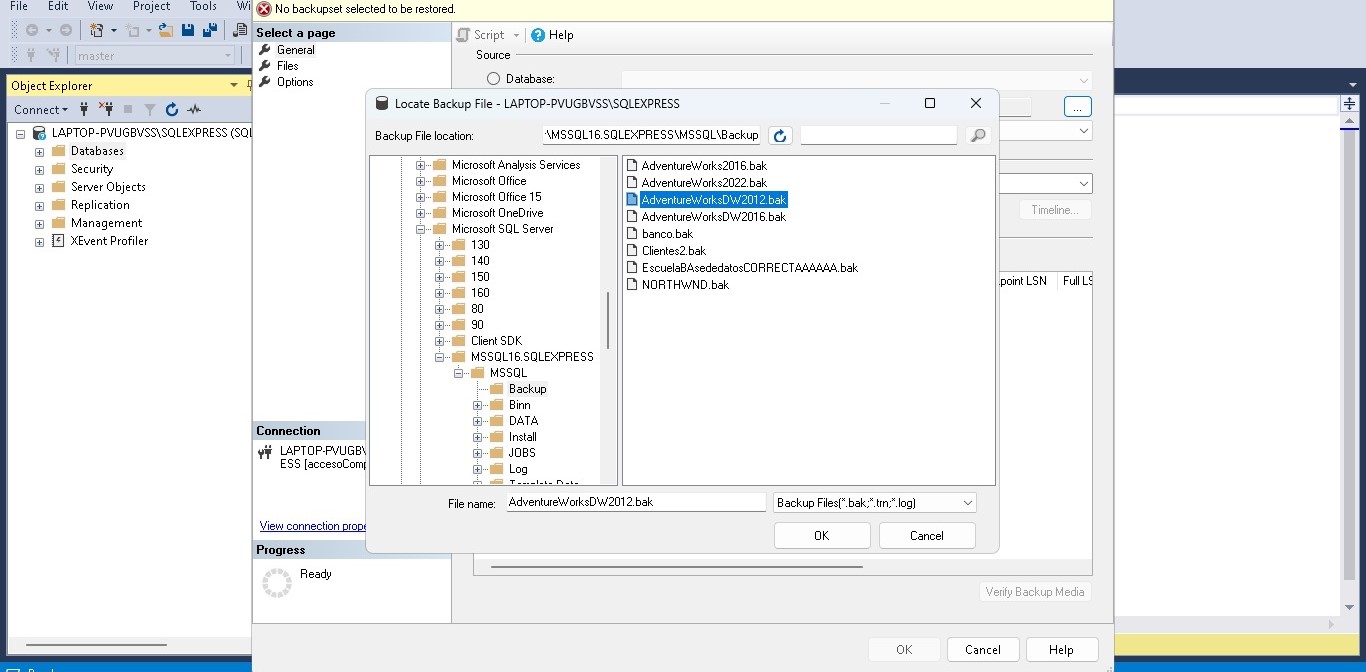 File Edit View Project Tools
No backupset selected to be restored.
master
Object Explorer
Connect
LAPTOP-PVUGBVSS\SQLEXPRESS (SQL
Databases
Security
Server Objects
Replication
Management
XEvent Profiler
Select a page
General
Files
Options
Script Help
Source
Database:
...
Timeline...
point LSN Full LS
Locate Backup File - LAPTOP-PVUGBVSS\SQLEXPRESS
Backup File location: \MSSQL16.SQLEXPRESS\MSSQL\Backup
Microsoft Analysis Services
Microsoft Office
Microsoft Office 15
Microsoft OneDrive
Microsoft SQL Server
130
140
150
160
80
90
Client SDK
MSSQL16.SQLEXPRESS
MSSQL
Backup
Binn
DATA
Install
JOBS
Log
AdventureWorks2016.bak
AdventureWorks2022.bak
AdventureWorksDW2012.bak
AdventureWorksDW2016.bak
banco.bak
Clientes2.bak
EscuelaBAsededatosCORRECTAAAAAA.bak
NORTHWND.bak
File name: AdventureWorksDW2012.bak Backup Files(*.bak;*.trn;*.log)
OK Cancel
Connection
LAPTOP-PVUGBV
ESS [accesoComp
View connection prope
Progress
Ready
Verify Backup Media
OK Cancel Help